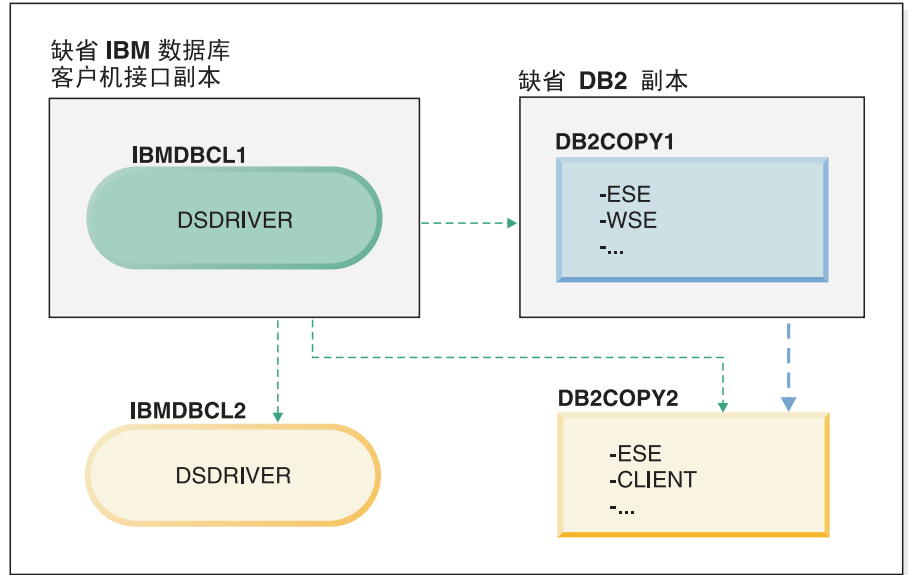 缺省 IBM 数据库
客户机接口副本
IBMDBCL1
DSDRIVER
缺省 DB2 副本
DB2COPY1
-ESE
-WSE
-...
IBMDBCL2
DSDRIVER
DB2COPY2
-ESE
-CLIENT
-...